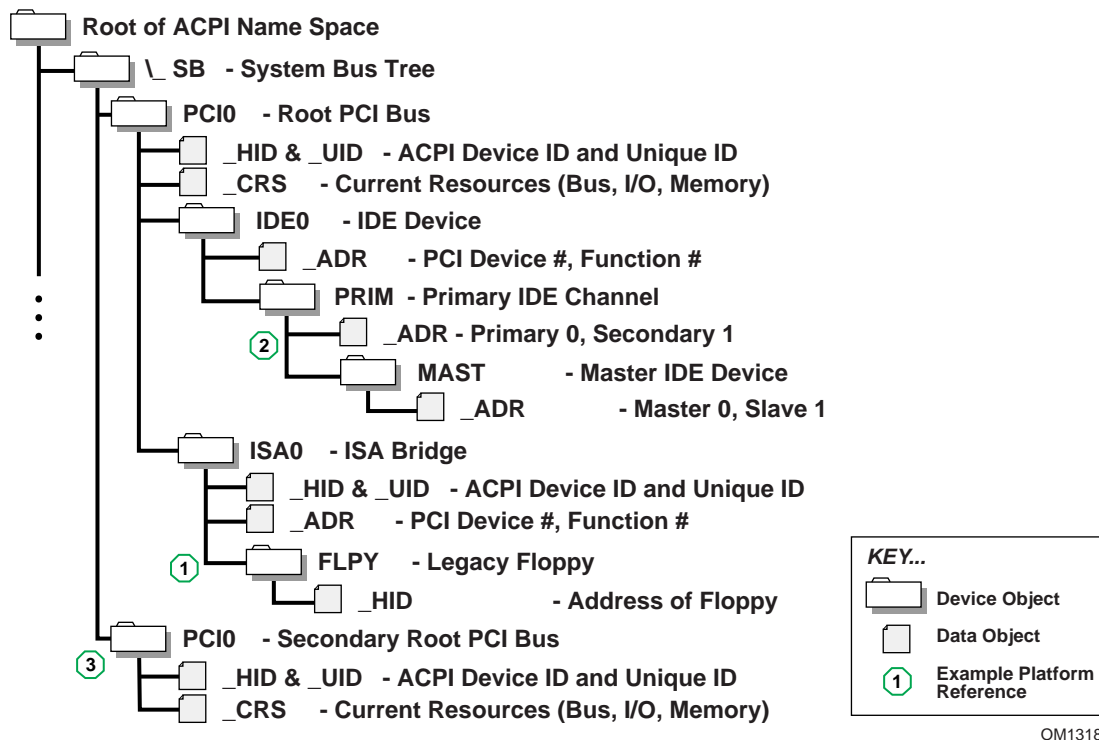 Root of ACPI Name Space
\_ SB - System Bus Tree
PCI0 - Root PCI Bus
_HID & _UID - ACPI Device ID and Unique ID
_CRS - Current Resources (Bus, I/O, Memory)
IDE0 - IDE Device
_ADR - PCI Device #, Function #
PRIM - Primary IDE Channel
2
_ADR - Primary 0, Secondary 1
MAST - Master IDE Device
_ADR - Master 0, Slave 1
ISA0 - ISA Bridge
_HID & _UID - ACPI Device ID and Unique ID
_ADR - PCI Device #, Function #
1
FLPY - Legacy Floppy
_HID - Address of Floppy
3
PCI0 - Secondary Root PCI Bus
_HID & _UID - ACPI Device ID and Unique ID
_CRS - Current Resources (Bus, I/O, Memory)
KEY...
Device Object
Data Object
1
Example Platform
Reference
OM1318